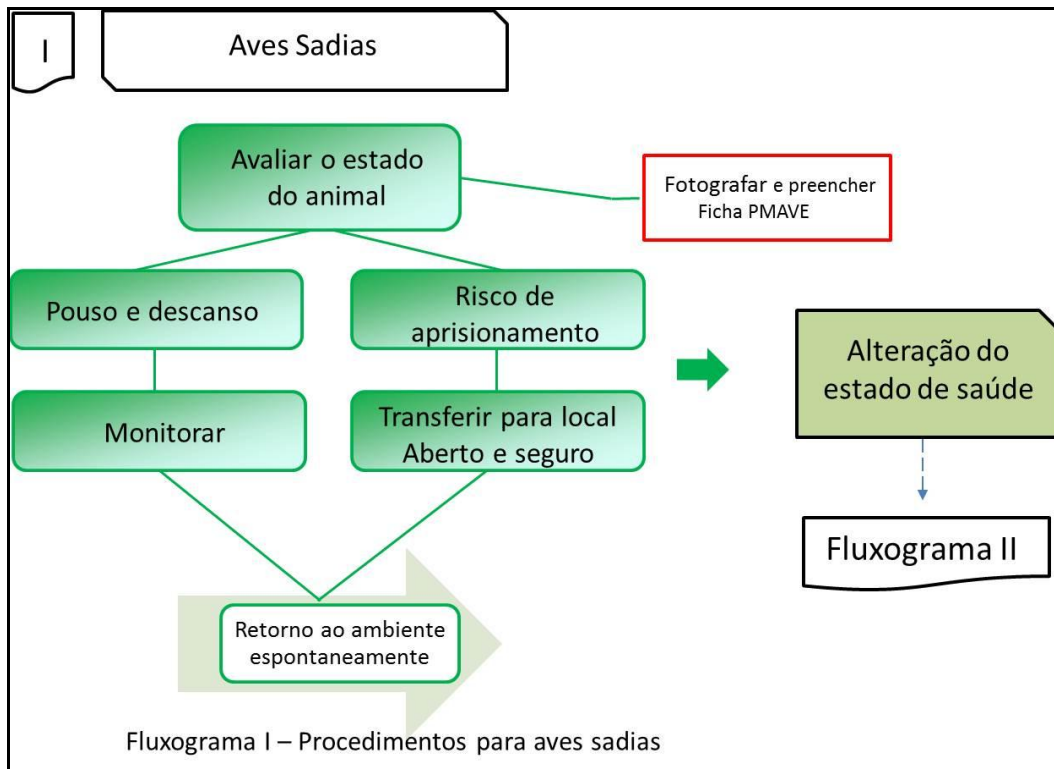 I
Aves Sadias
Avaliar o estado
do animal
Fotografar e preencher
Ficha PMAVE
Pouso e descanso
Risco de
aprisionamento
Alteração do
estado de saúde
Monitorar
Transferir para local
Aberto e seguro
Fluxograma II
Retorno ao ambiente
espontaneamente
Fluxograma I – Procedimentos para aves sadias